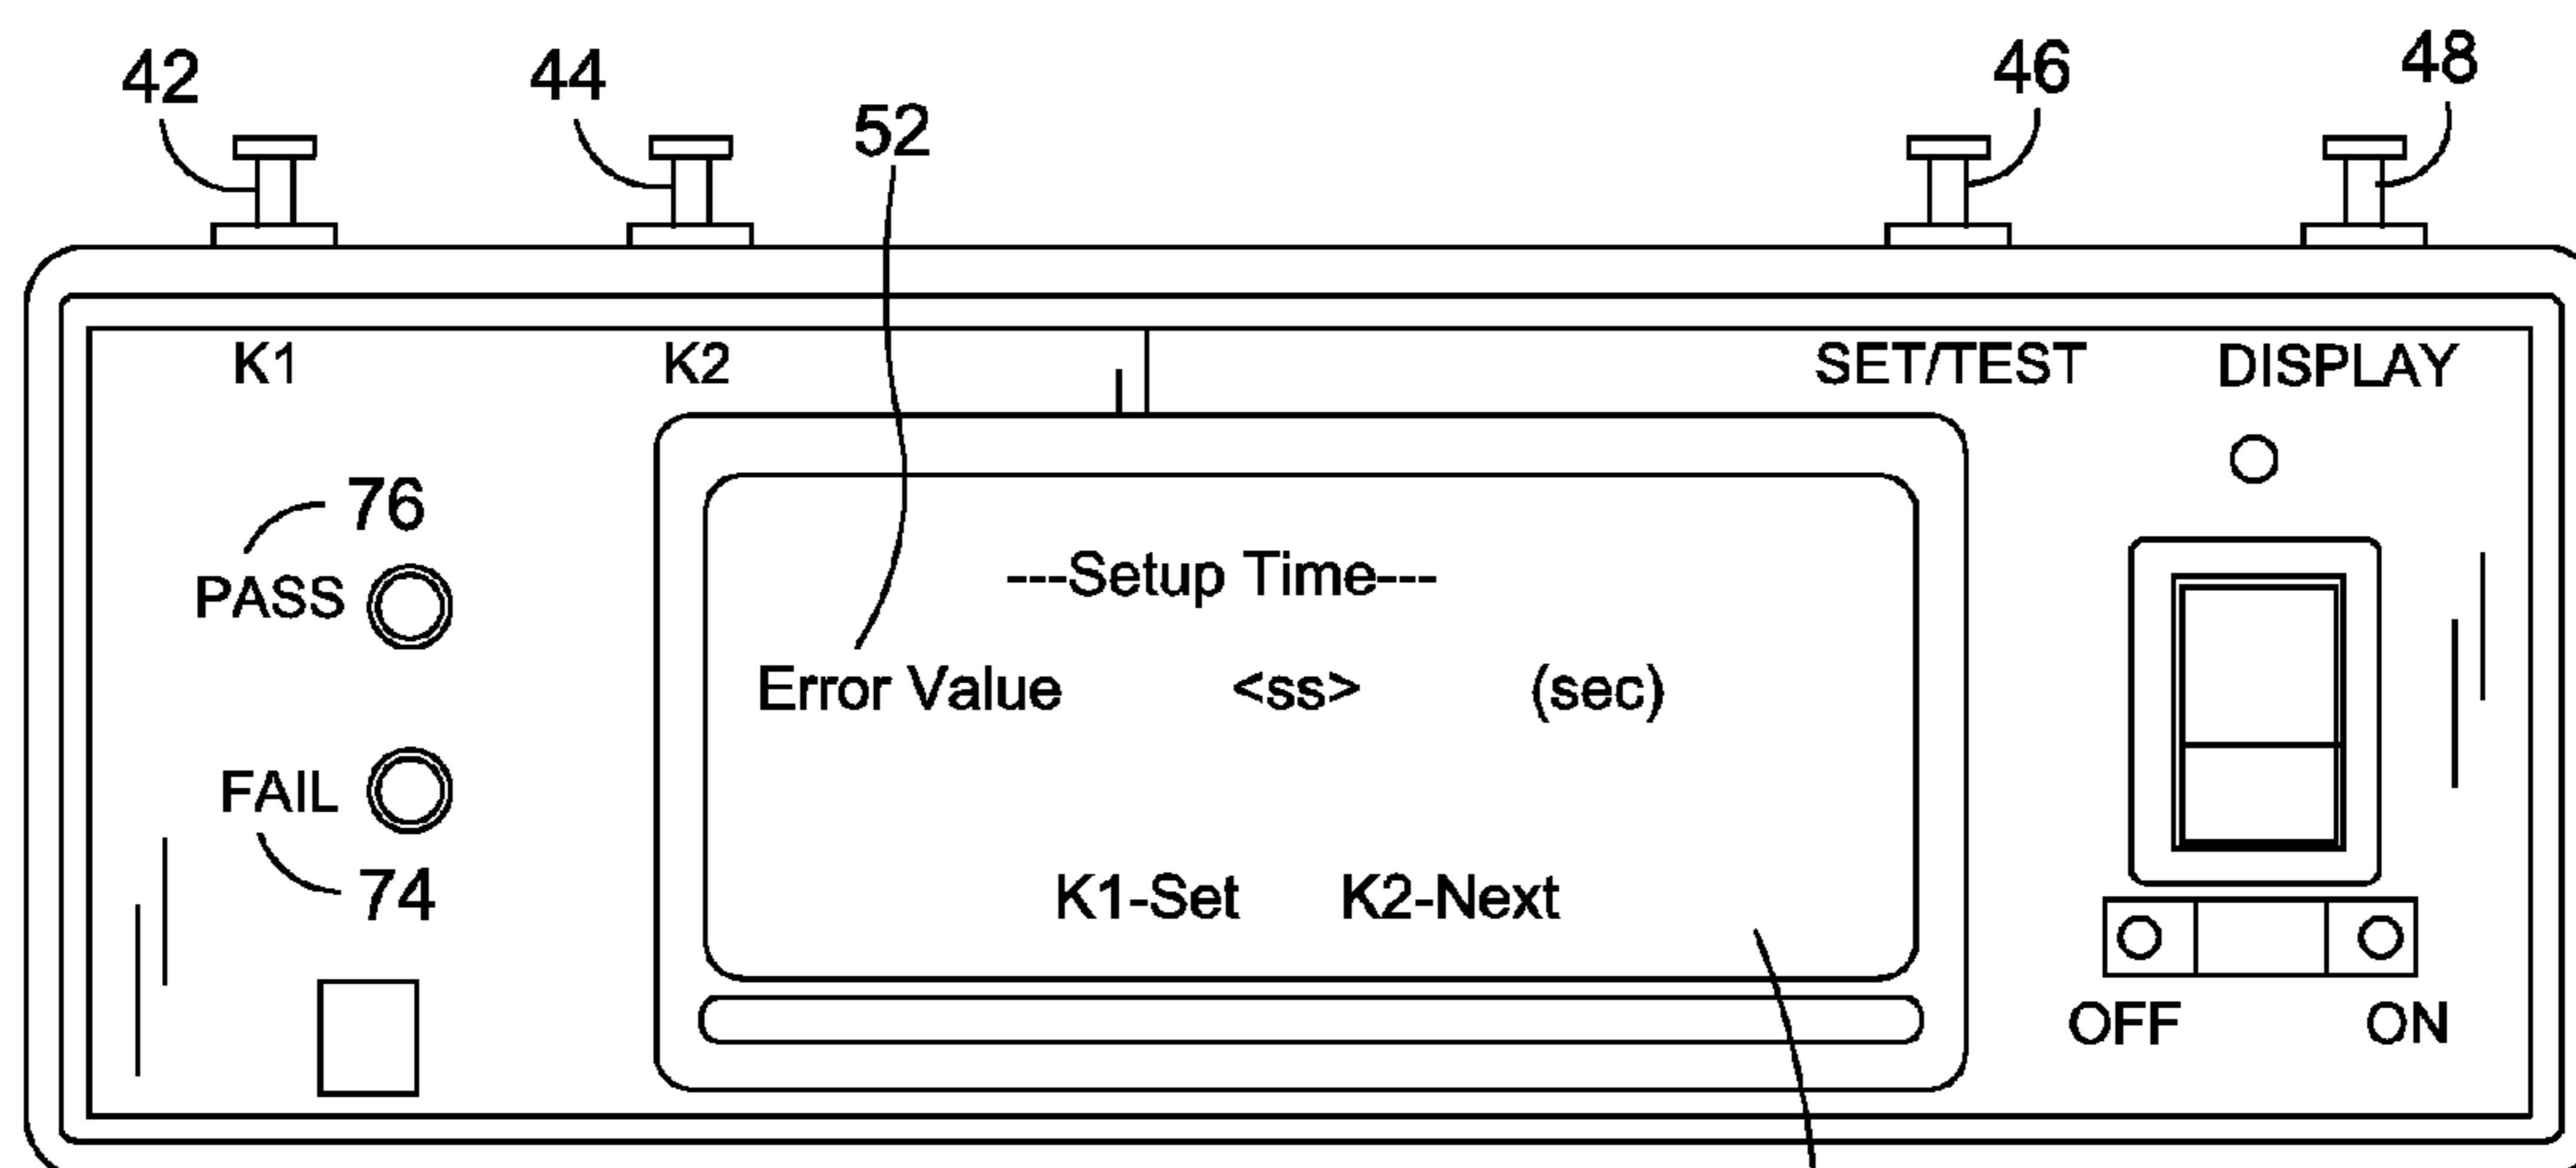 42
44
52
46
48
K1
K2
SET/TEST
DISPLAY
76
PASS
FAIL
74
---Setup Time---
Error Value <ss> (sec)
K1-Set K2-Next
OFF
ON